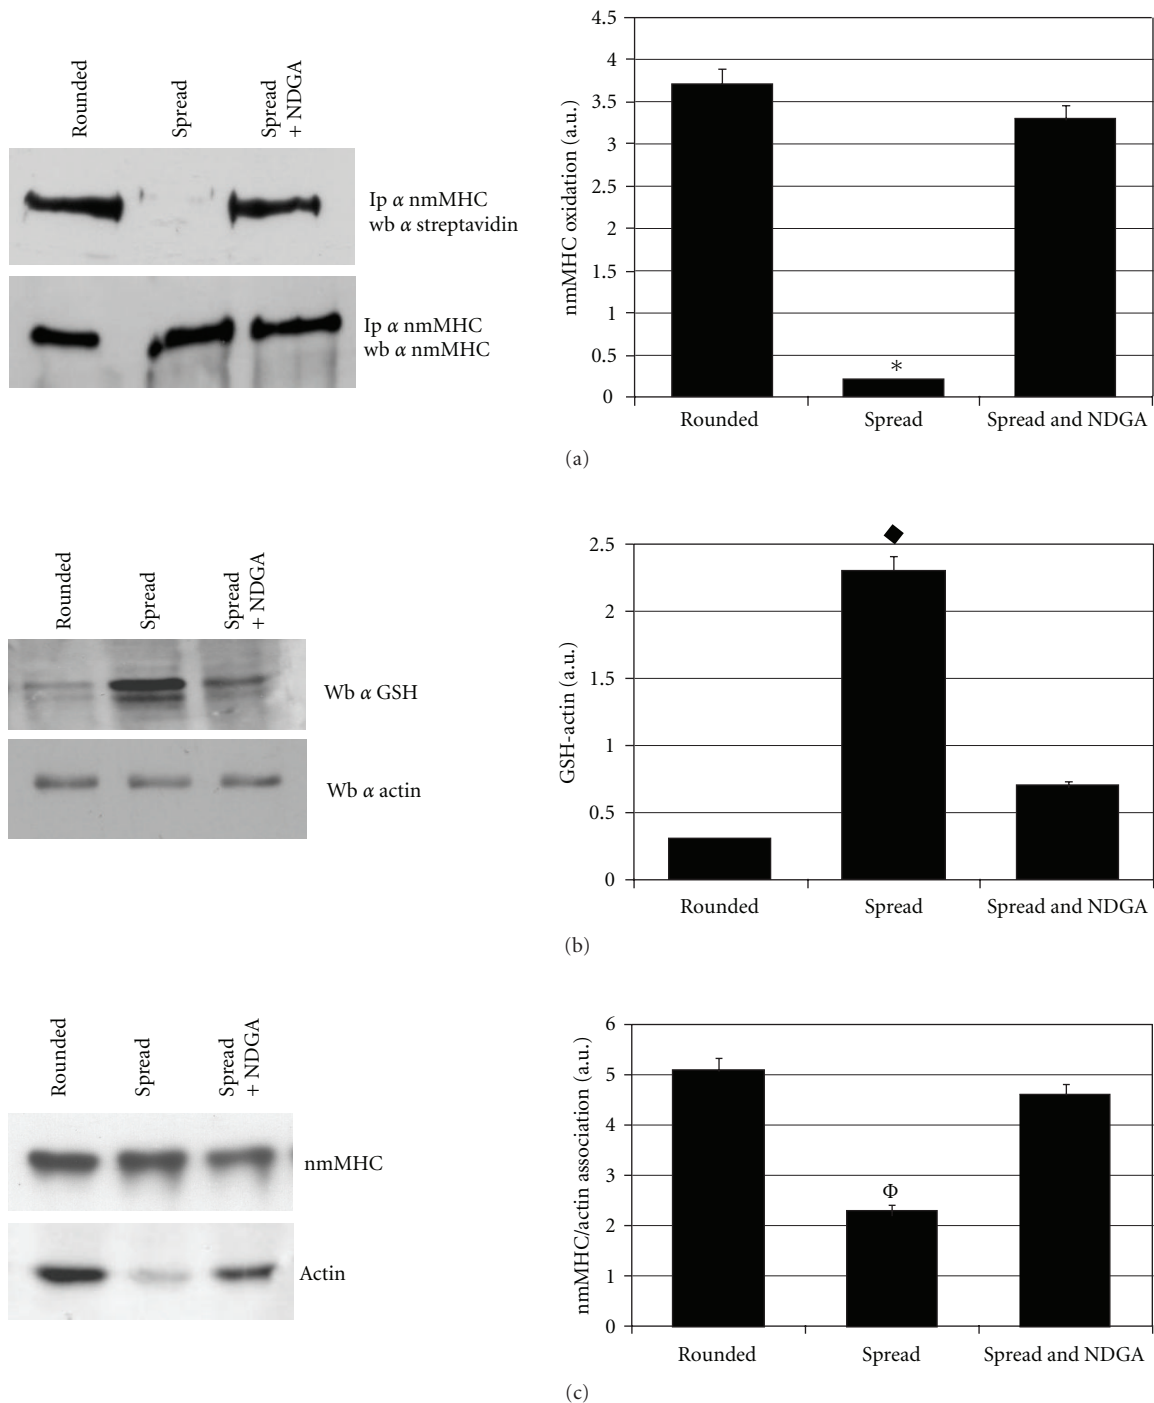 Rounded
Spread
Spread
+ NDGA
Ip α nmMHC
wb α streptavidin
Ip α nmMHC
wb α nmMHC
nmMHC oxidation (a.u.)
4.5
4
3.5
3
2.5
2
1.5
1
0.5
0
*
Rounded
Spread
Spread and NDGA
(a)
Rounded
Spread
Spread
+ NDGA
Wb α GSH
Wb α actin
GSH-actin (a.u.)
2.5
2
1.5
1
0.5
0
Rounded
Spread
Spread and NDGA
(b)
Rounded
Spread
Spread
+ NDGA
nmMHC
Actin
nmMHC/actin association (a.u.)
6
5
4
3
2
1
0
Φ
Rounded
Spread
Spread and NDGA
(c)